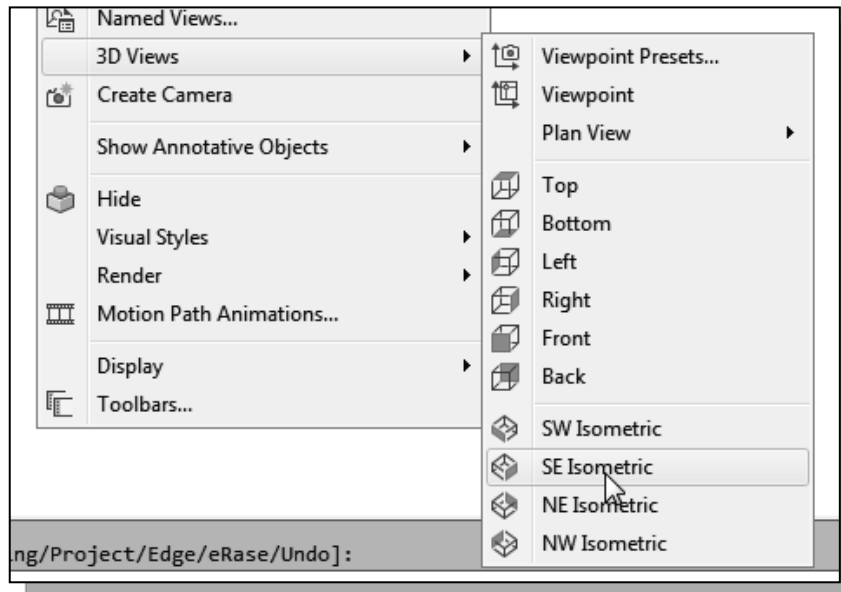 Named Views...
3D Views
Create Camera
Show Annotative Objects
Hide
Visual Styles
Render
Motion Path Animations...
Display
Toolbars...
Viewpoint Presets...
Viewpoint
Plan View
Top
Bottom
Left
Right
Front
Back
SW Isometric
SE Isometric
NE Isometric
NW Isometric
ng/Project/Edge/eRase/Undo]: